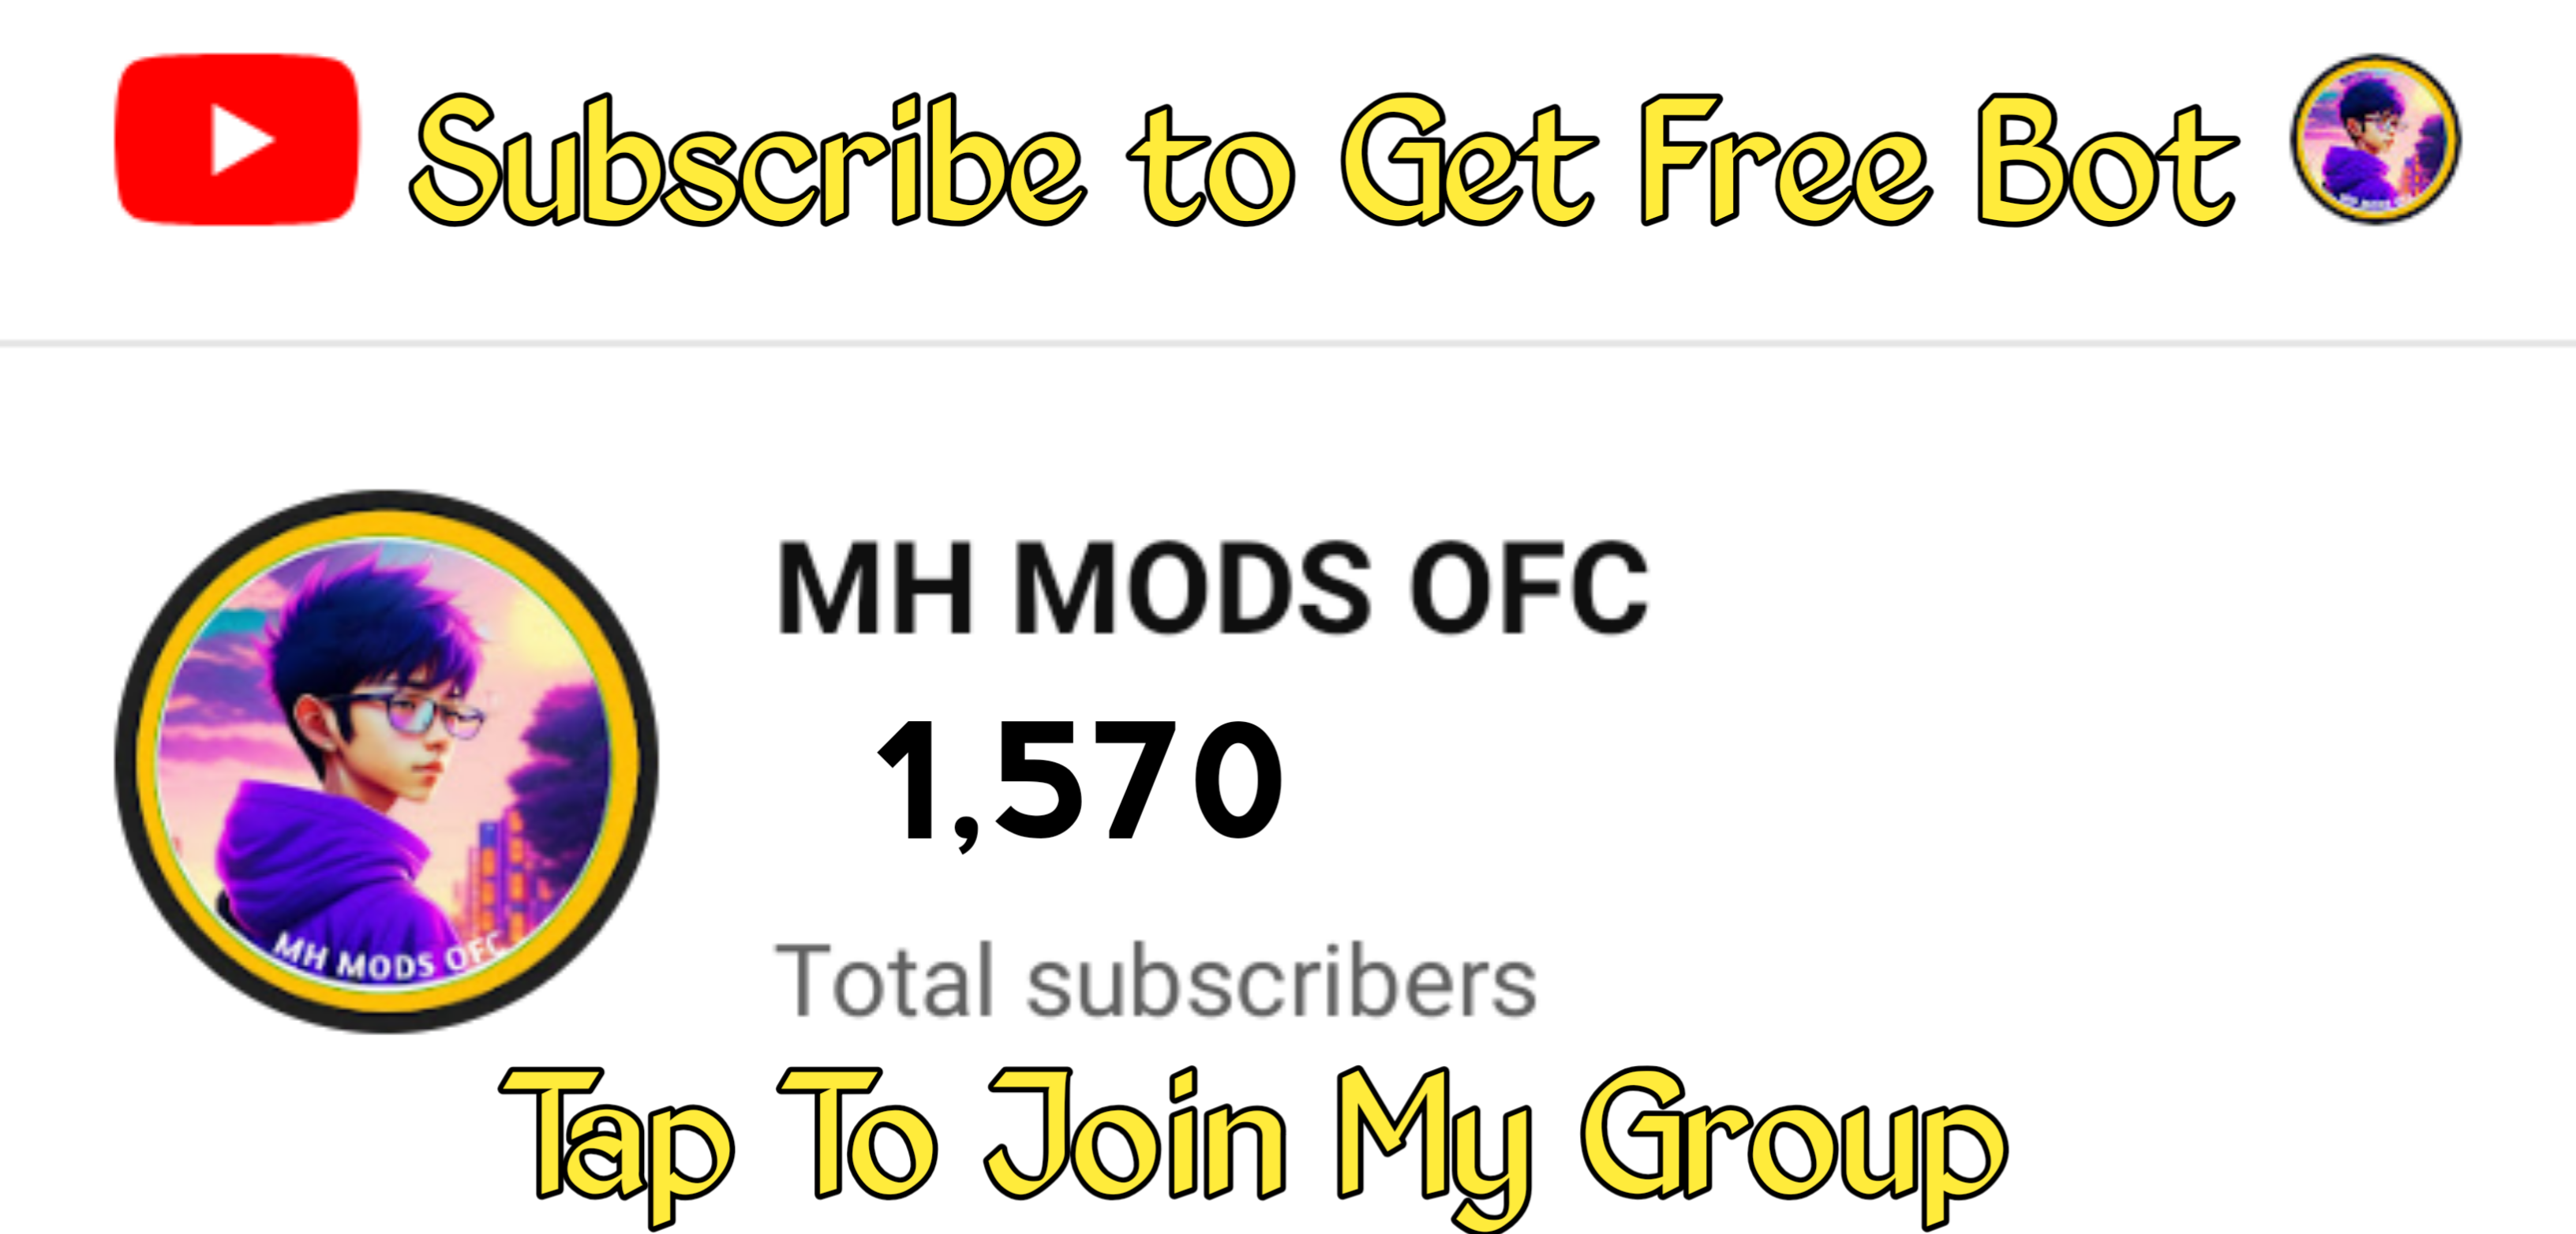 Subscribe to Get Free Bot
MH MODS OFC
1,570
MH MODS OFC
Total subscribers
Tap To Join My Group